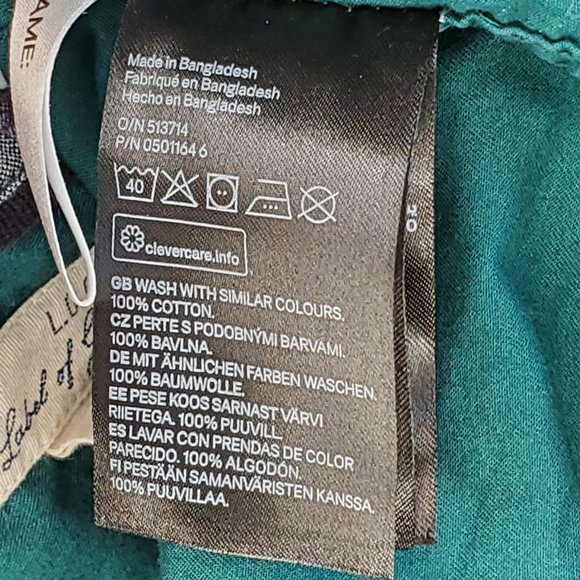 AME:
Made in Bangladesh
Fabriqué en Bangladesh
Hecho en Bangladesh
O/N 513714
P/N 0501164 6
40
clevercare.info
GB WASH WITH SIMILAR COLOURS.
100% COTTON.
CZ PERTE S PODOBNÝMI BARVAMI.
100% BAVLNA.
DE MIT ÄHNLICHEN FARBEN WASCHEN.
100% BAUMWOLLE.
EE PESE KOOS SARNAST VÄRVI
RIIETEGA. 100% PUUVILL.
ES LAVAR CON PRENDAS DE COLOR
PARECIDO. 100% ALGODÓN.
FI PESTÄÄN SAMANVÄRISTEN KANSSA.
100% PUUVILLAA.
L.O
Label of